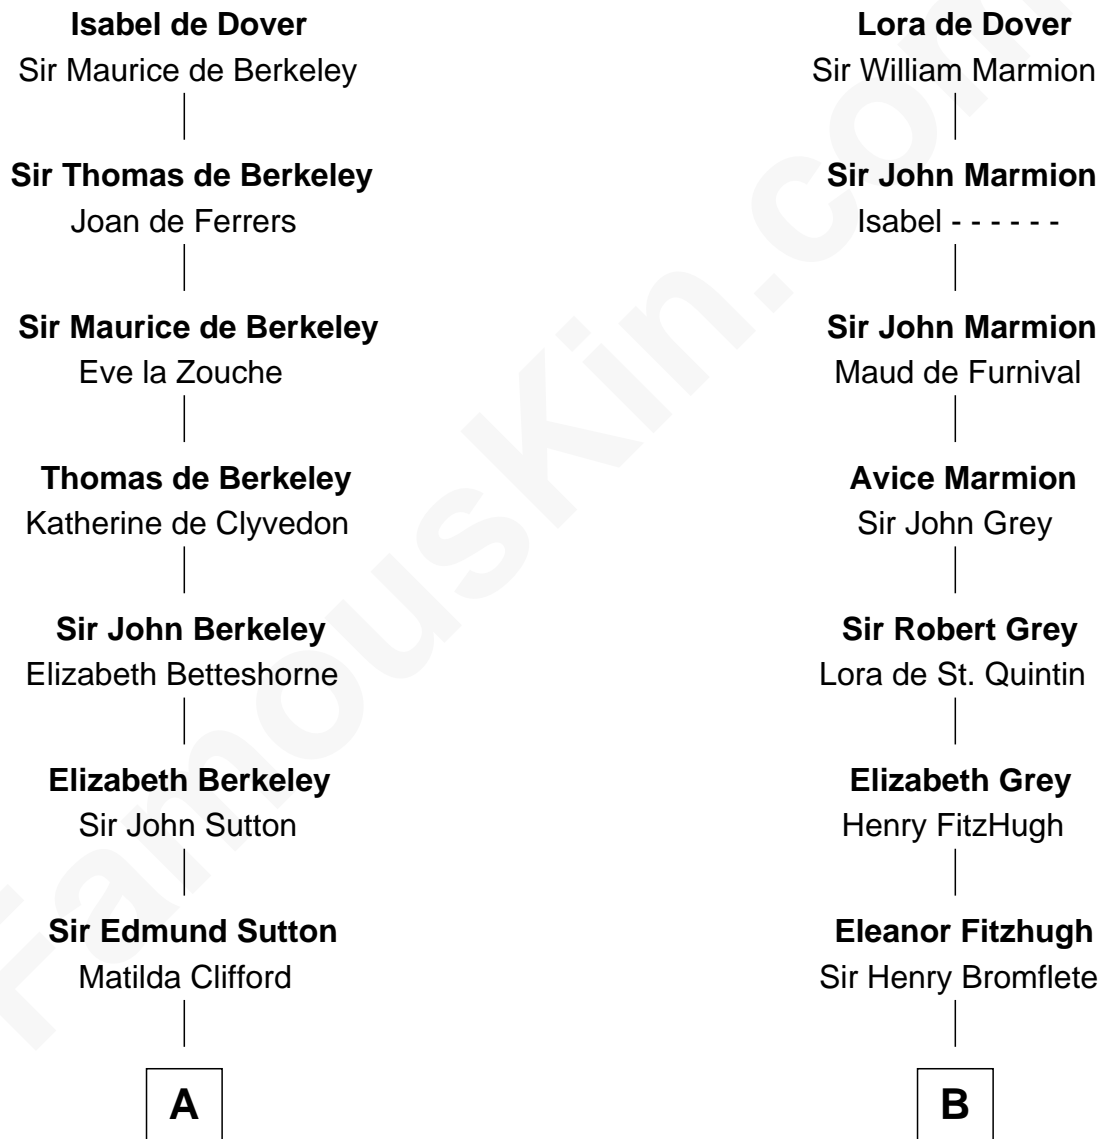 Isabel de Dover
Sir Maurice de Berkeley
Sir Thomas de Berkeley
Joan de Ferrers
Sir Maurice de Berkeley
Eve la Zouche
Thomas de Berkeley
Katherine de Clyvedon
Sir John Berkeley
Elizabeth Betteshorne
Elizabeth Berkeley
Sir John Sutton
Sir Edmund Sutton
Matilda Clifford
A
Lora de Dover
Sir William Marmion
Sir John Marmion
Isabel - - - - - -
Sir John Marmion
Maud de Furnival
Avice Marmion
Sir John Grey
Sir Robert Grey
Lora de St. Quintin
Elizabeth Grey
Henry FitzHugh
Eleanor Fitzhugh
Sir Henry Bromflete
B
FamousKin.com